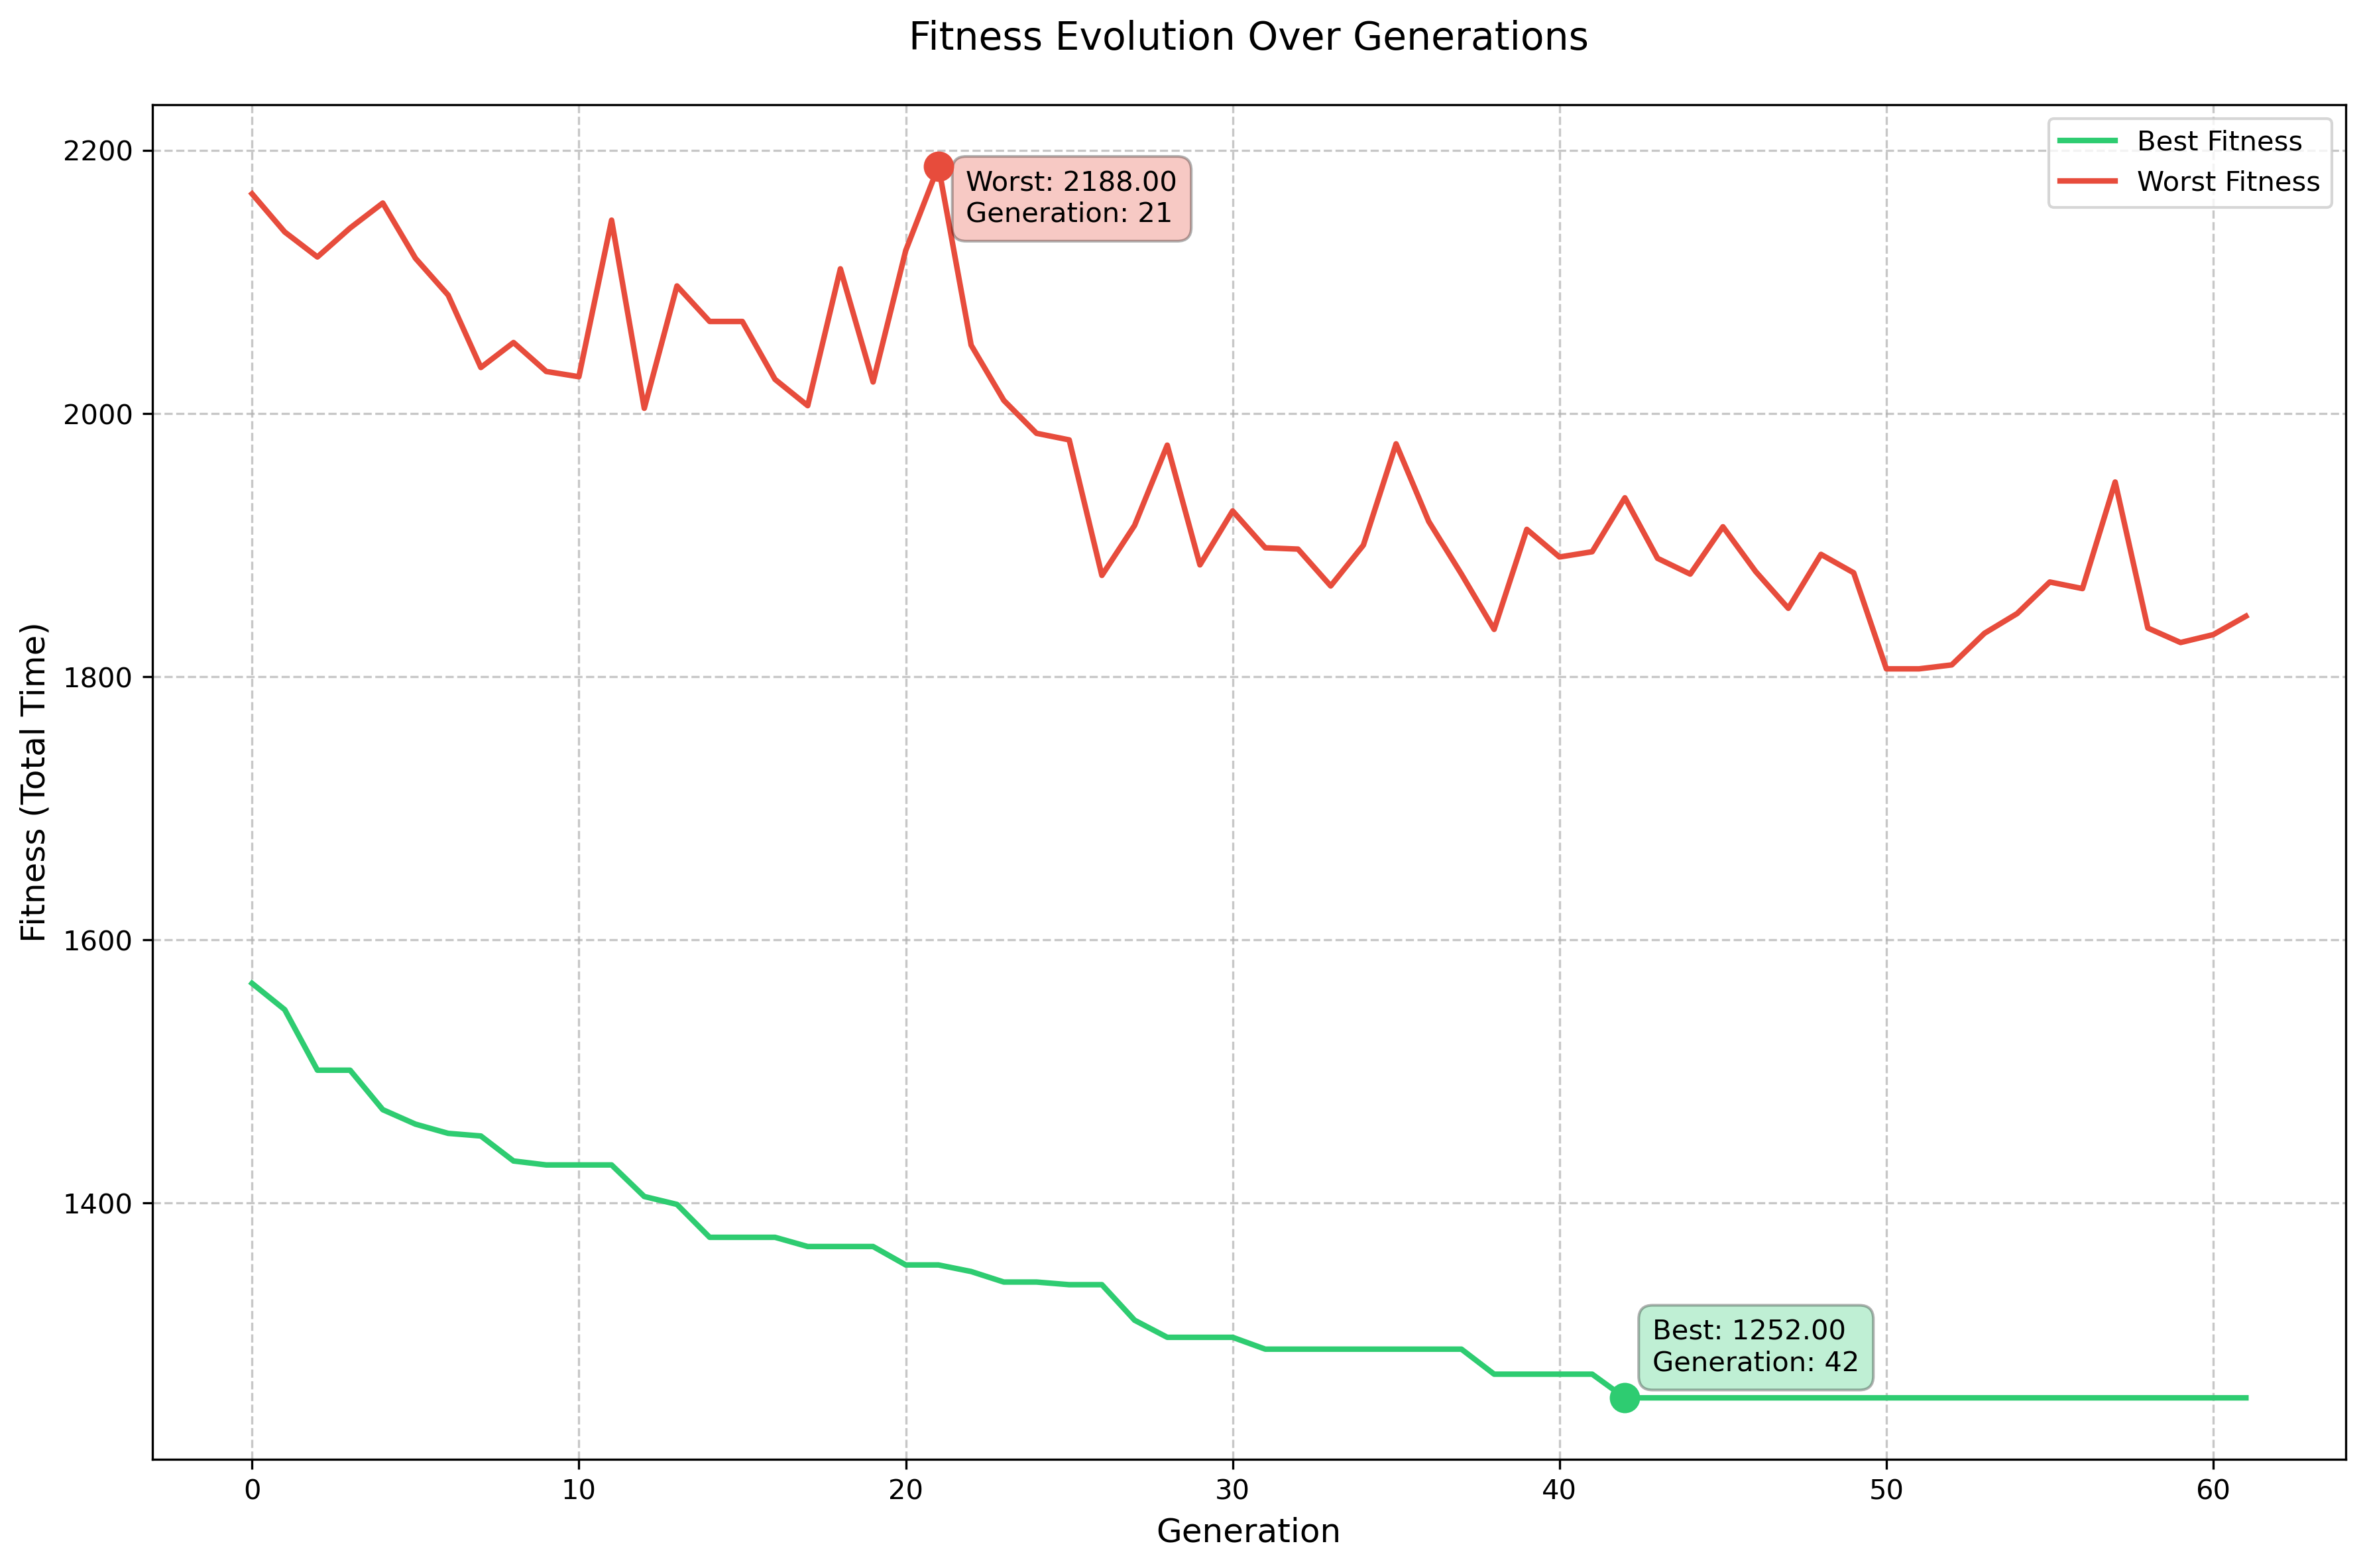 Fitness Evolution Over Generations
Best Fitness
Worst Fitness
Worst: 2188.00
Generation: 21
Best: 1252.00
Generation: 42
Fitness (Total Time)
2200
2000
1800
1600
1400
0 10 20 30 40 50 60
Generation